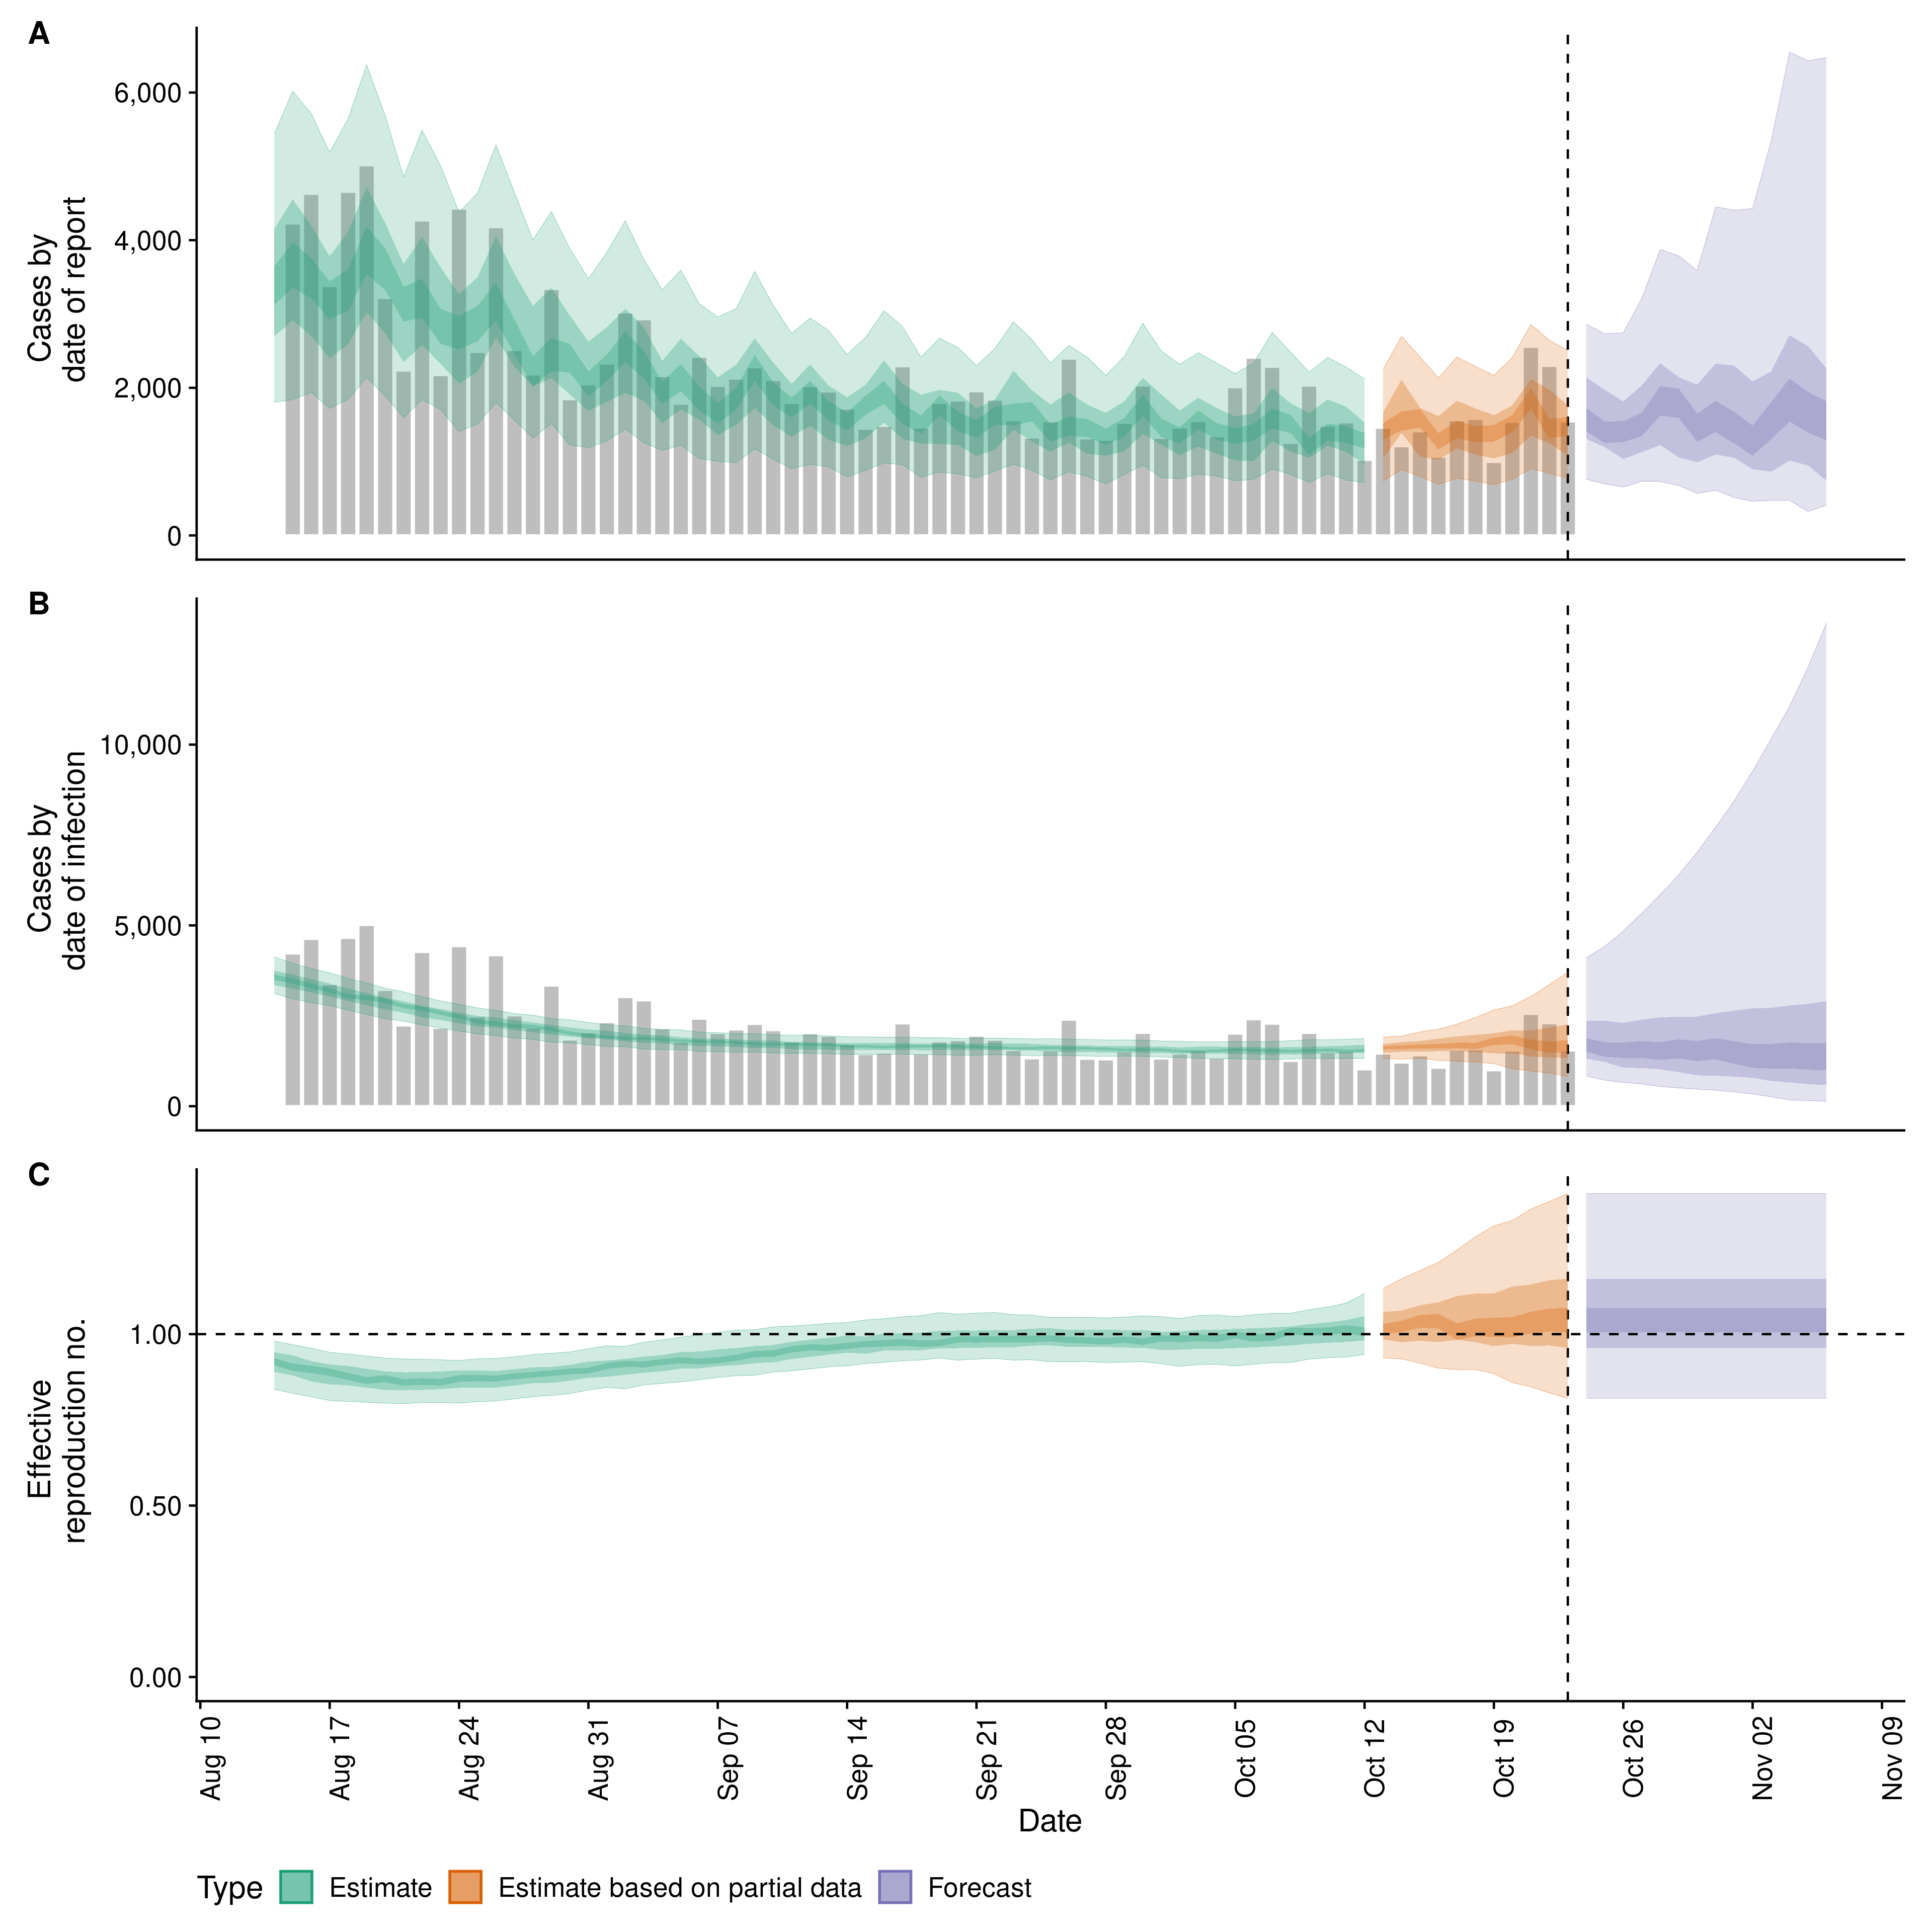 A
Cases by
date of report
6,000
4,000
2,000
0
B
Cases by
date of infection
10,000
5,000
0
C
Effective
reproduction no.
1.00
0.50
0.00
Aug 10
Aug 17
Aug 24
Aug 31
Sep 07
Sep 14
Sep 21
Sep 28
Oct 05
Oct 12
Oct 19
Oct 26
Nov 02
Nov 09
Date
Type Estimate Estimate based on partial data Forecast